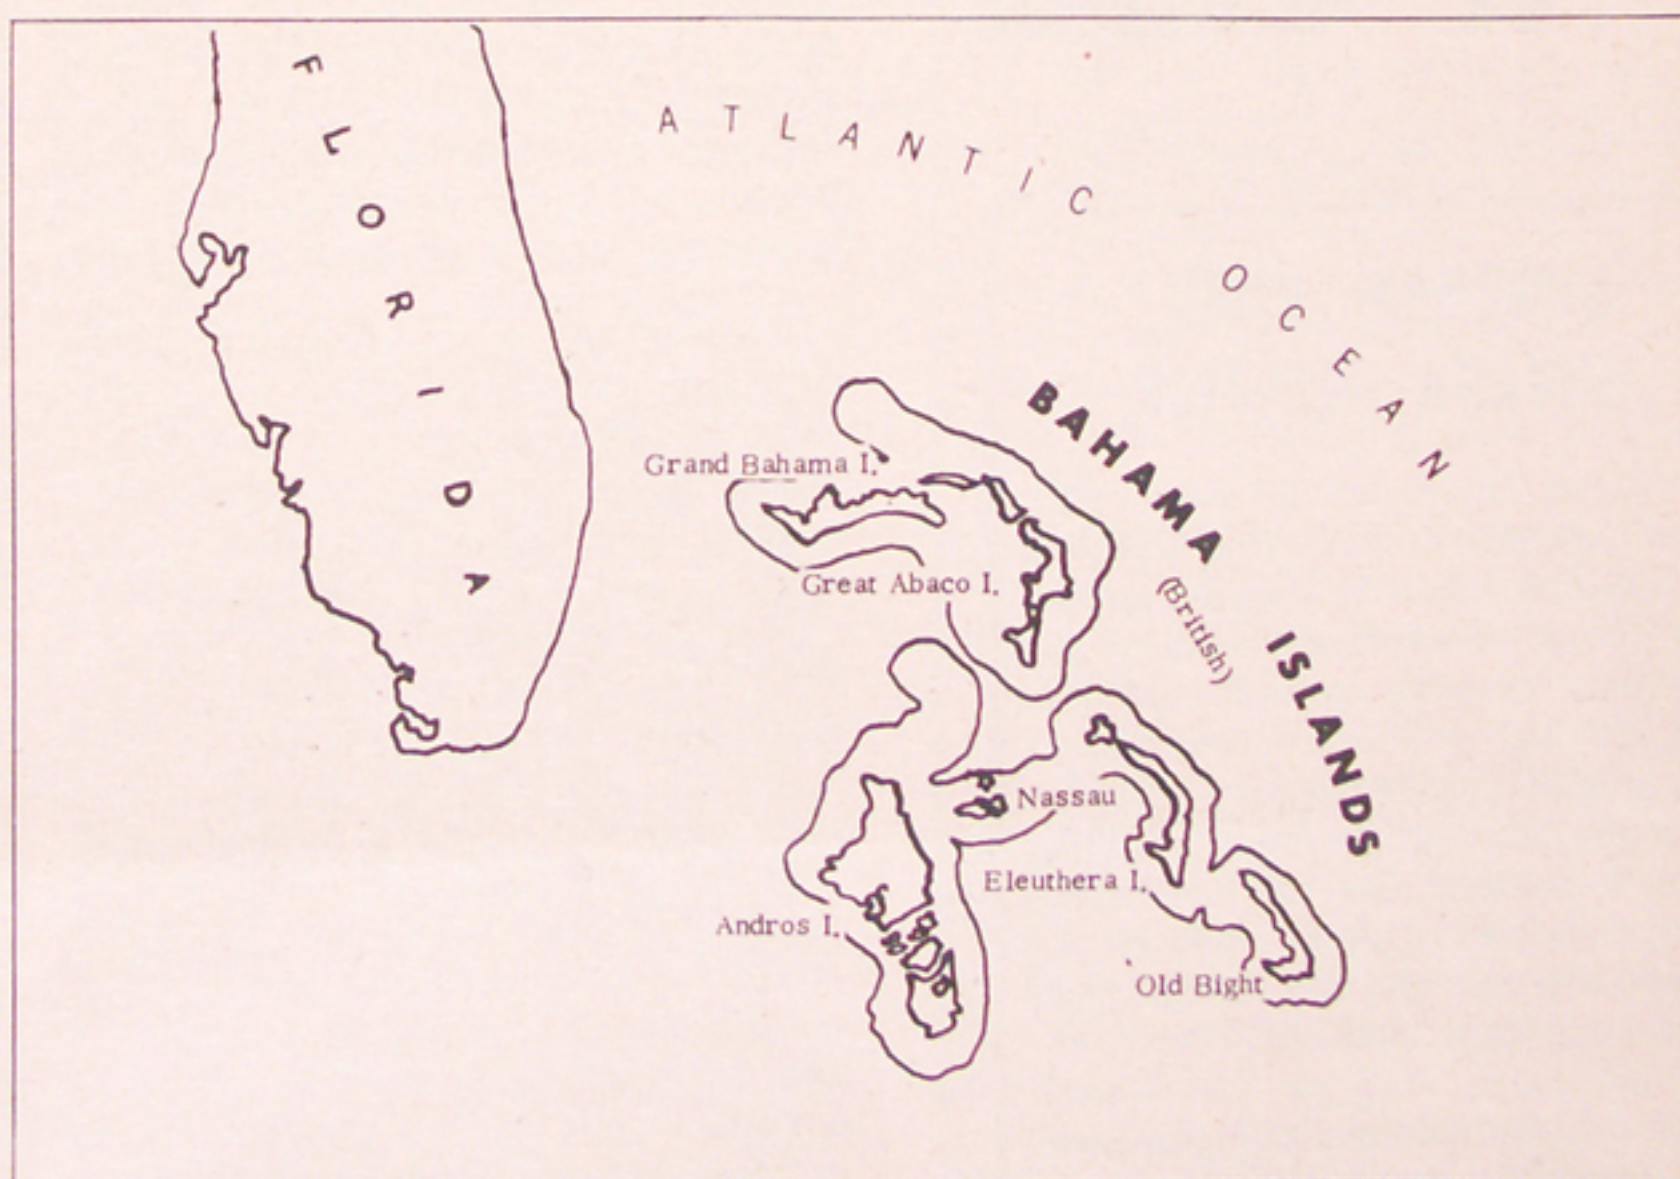 FLORIDA
ATLANTIC OCEAN
BAHAMA ISLANDS
(British)
Grand Bahama I.
Great Abaco I.
Nassau
Eleuthera I.
Andros I.
Old Bight